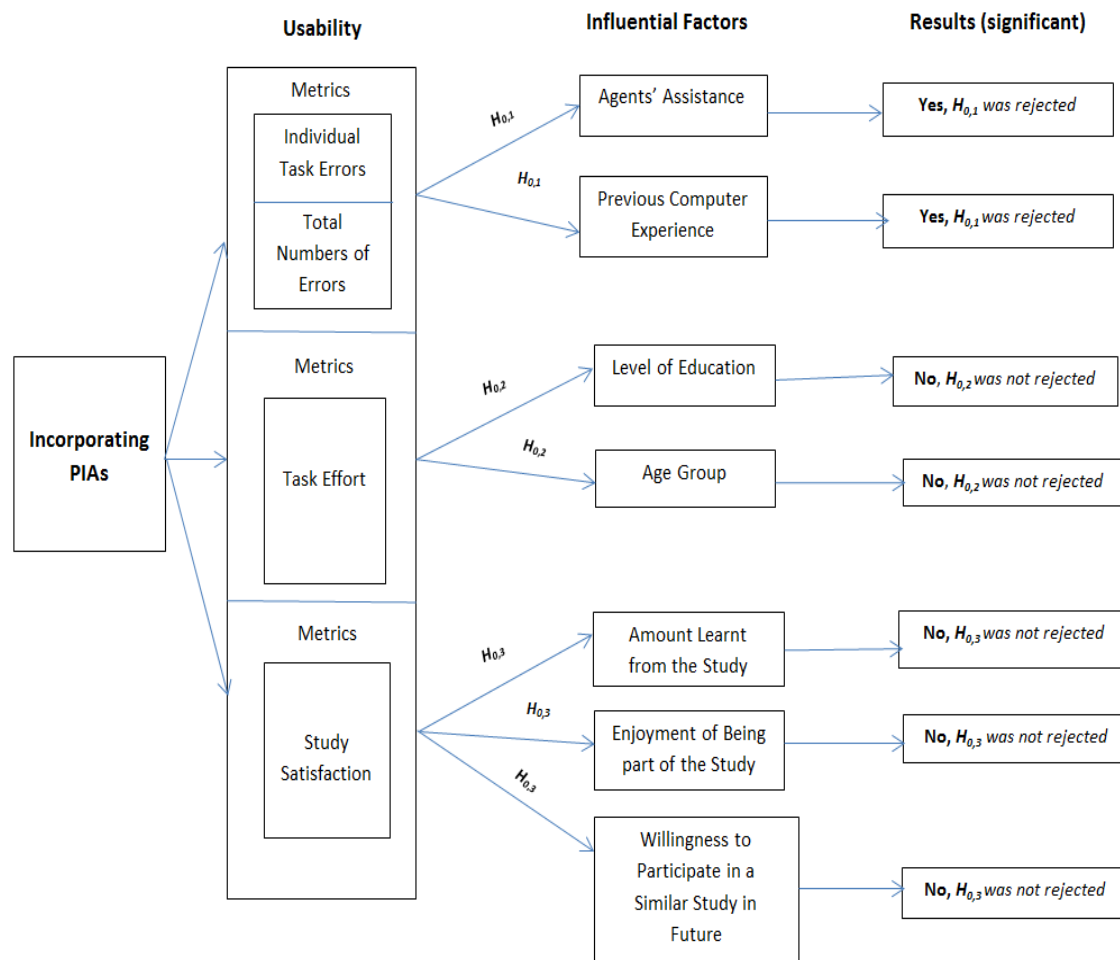 Usability
Influential Factors
Results (significant)
Incorporating
PIAs
Metrics
Individual
Task Errors
Total
Numbers of
Errors
H0,1
Agents' Assistance
Yes, H0,1 was rejected
H0,1
Previous Computer
Experience
Yes, H0,1 was rejected
Metrics
Task Effort
H0,2
Level of Education
No, H0,2 was not rejected
H0,2
Age Group
No, H0,2 was not rejected
Metrics
Study
Satisfaction
H0,3
Amount Learnt
from the Study
No, H0,3 was not rejected
H0,3
Enjoyment of Being
part of the Study
No, H0,3 was not rejected
H0,3
Willingness to
Participate in a
Similar Study in
Future
No, H0,3 was not rejected